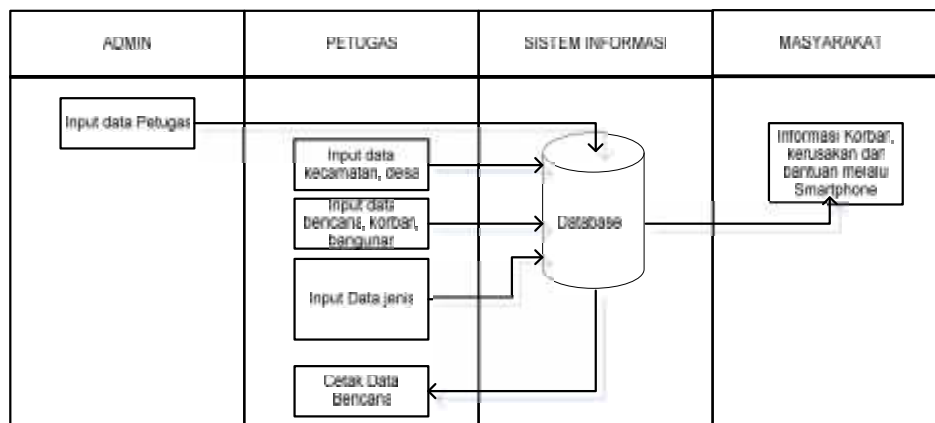 ADMIN
PETUGAS
SISTEM INFORMASI
MASYARAKAT
Input data Petugas
Input data
kecamatan, desa
Input data
bencana, korban,
bangunan
Input Data jenis
Cetak Data
Bencana
Database
Informasi Korban,
kerusakan dan
bantuan melalui
Smartphone